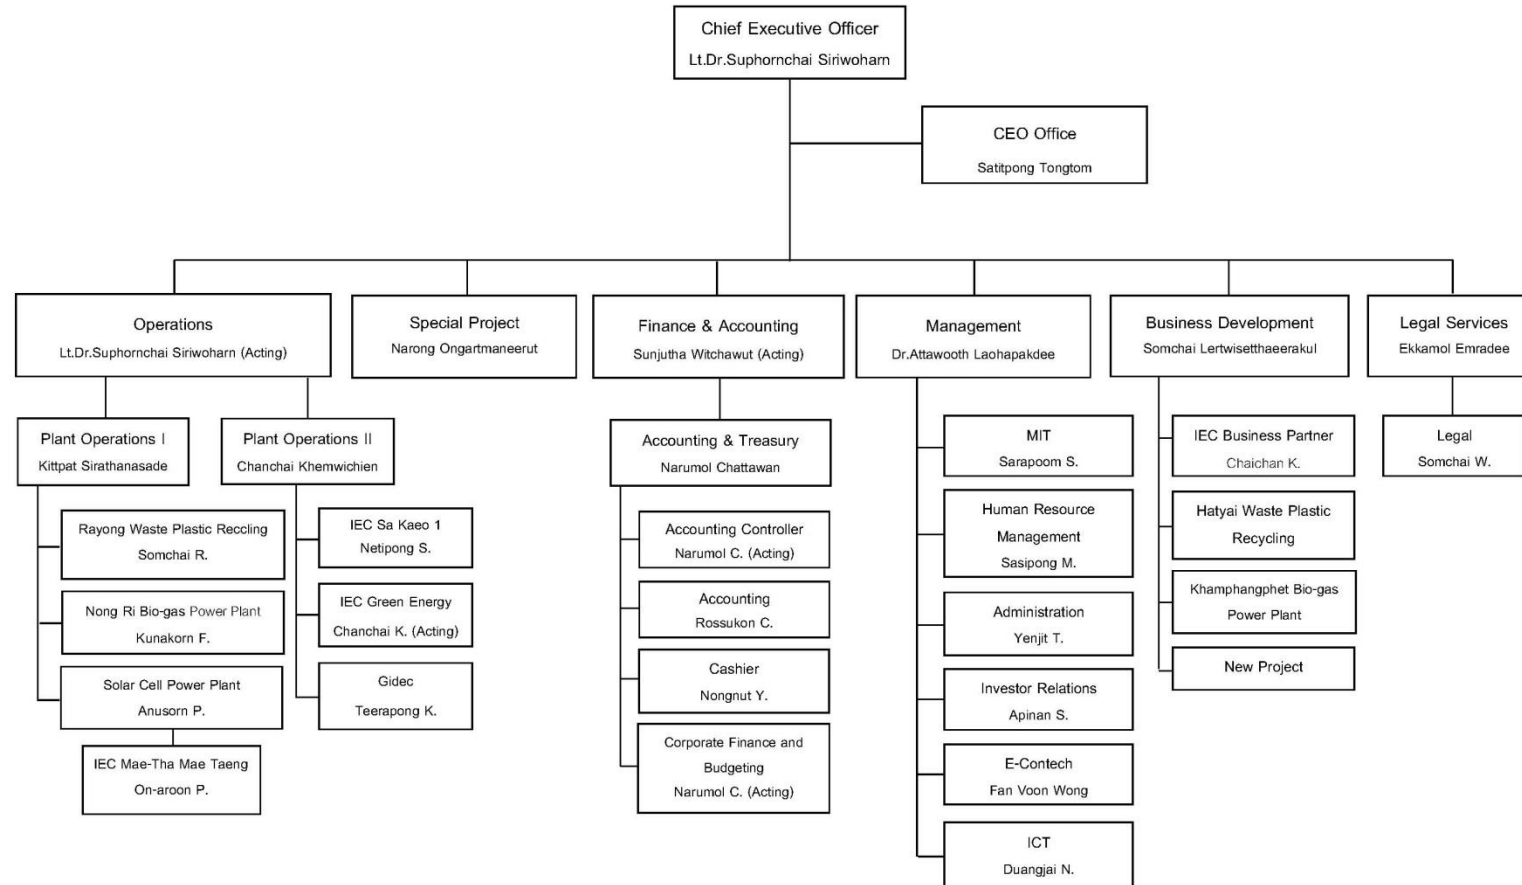 Chief Executive Officer
Lt.Dr.Suphornchai Siriwoharn
CEO Office
Satitpong Tongtom
Operations
Lt.Dr.Suphornchai Siriwoharn (Acting)
Special Project
Narong Ongartmaneerut
Finance & Accounting
Sunjutha Witchawut (Acting)
Management
Dr.Attawooth Laohapakdee
Business Development
Somchai Lertwisetthaeerakul
Legal Services
Ekkamol Emradee
Plant Operations I
Kittpat Sirathanasade
Rayong Waste Plastic Reccling
Somchai R.
Nong Ri Bio-gas Power Plant
Kunakorn F.
Solar Cell Power Plant
Anusorn P.
IEC Mae-Tha Mae Taeng
On-aroon P.
Plant Operations II
Chanchai Khemwichien
IEC Sa Kaeo 1
Netipong S.
IEC Green Energy
Chanchai K. (Acting)
Gidec
Teerapong K.
Accounting & Treasury
Narumol Chattawan
Accounting Controller
Narumol C. (Acting)
Accounting
Rossukon C.
Cashier
Nongnut Y.
Corporate Finance and
Budgeting
Narumol C. (Acting)
MIT
Sarapoom S.
Human Resource
Management
Sasipong M.
Administration
Yenjit T.
Investor Relations
Apinan S.
E-Contech
Fan Voon Wong
ICT
Duangjai N.
IEC Business Partner
Chaichan K.
Hatyai Waste Plastic
Recycling
Khamphangphet Bio-gas
Power Plant
New Project
Legal
Somchai W.